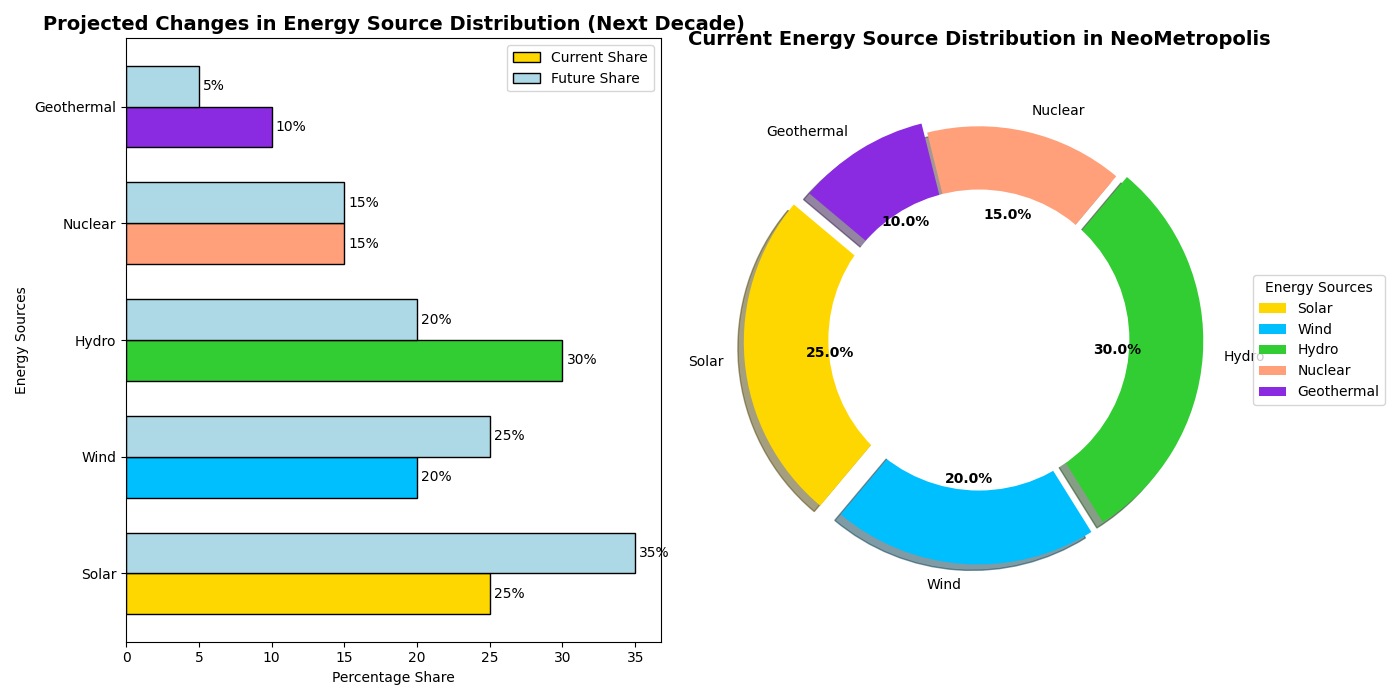 Projected Changes in Energy Source Distribution (Next Decade)
Current Share
Future Share
Energy Sources
Geothermal
5%
10%
Nuclear
15%
15%
Hydro
20%
30%
Wind
25%
20%
Solar
35%
25%
0 5 10 15 20 25 30 35
Percentage Share
Current Energy Source Distribution in NeoMetropolis
Nuclear
Geothermal
10.0%
15.0%
Solar
25.0%
30.0%
Hydro
20.0%
Wind
Energy Sources
Solar
Wind
Hydro
Nuclear
Geothermal